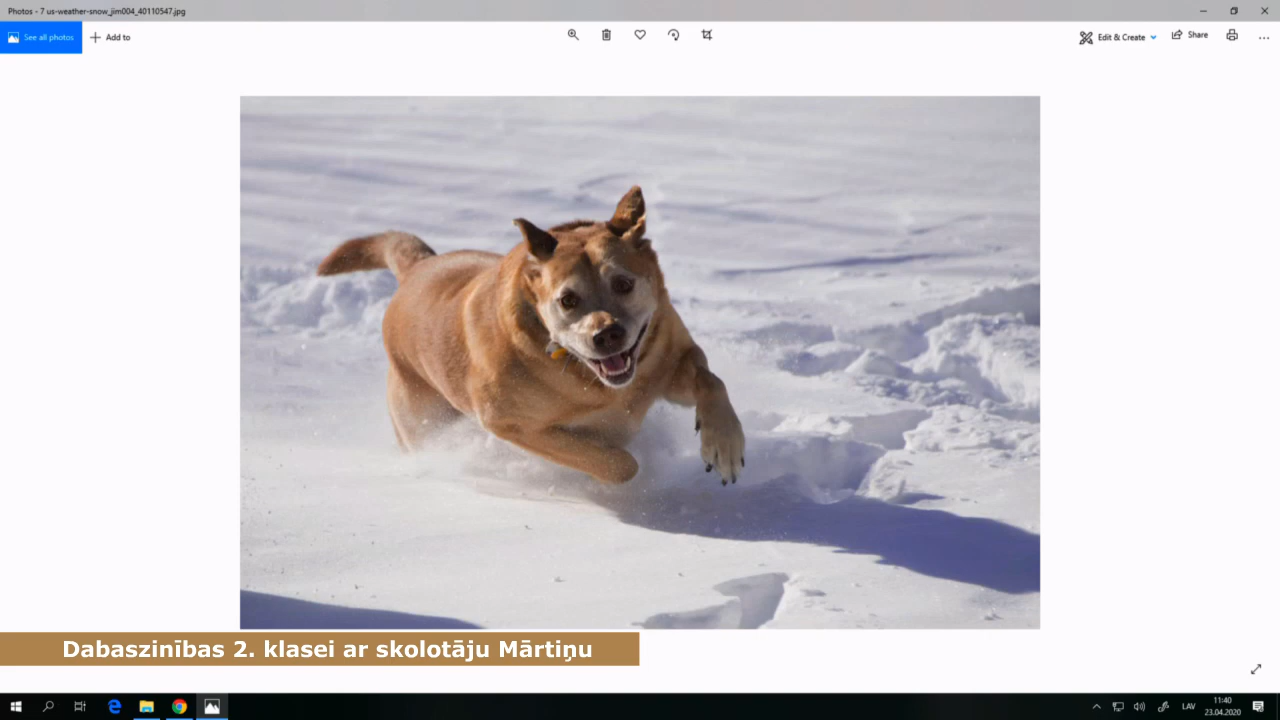 Photos - 7 us-weather-snow_jim004_40110547.jpg
See all photos
Add to
Edit & Create
Share
Dabaszinības 2. klasei ar skolotāju Mārtiņu
LAV
11:40
23.04.2020